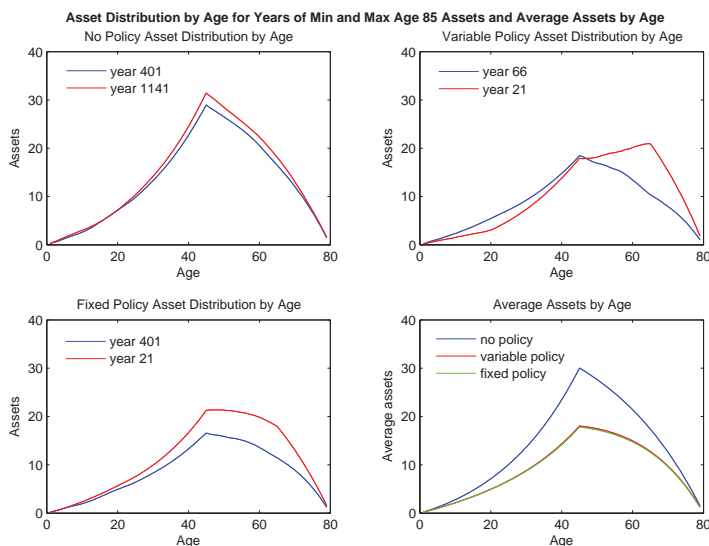 Asset Distribution by Age for Years of Min and Max Age 85 Assets and Average Assets by Age
No Policy Asset Distribution by Age
40
30
20
10
0
Assets
year 401
year 1141
0 20 40 60 80
Age
Variable Policy Asset Distribution by Age
40
30
20
10
0
Assets
year 66
year 21
0 20 40 60 80
Age
Fixed Policy Asset Distribution by Age
40
30
20
10
0
Assets
year 401
year 21
0 20 40 60 80
Age
Average Assets by Age
40
30
20
10
0
Average assets
no policy
variable policy
fixed policy
0 20 40 60 80
Age